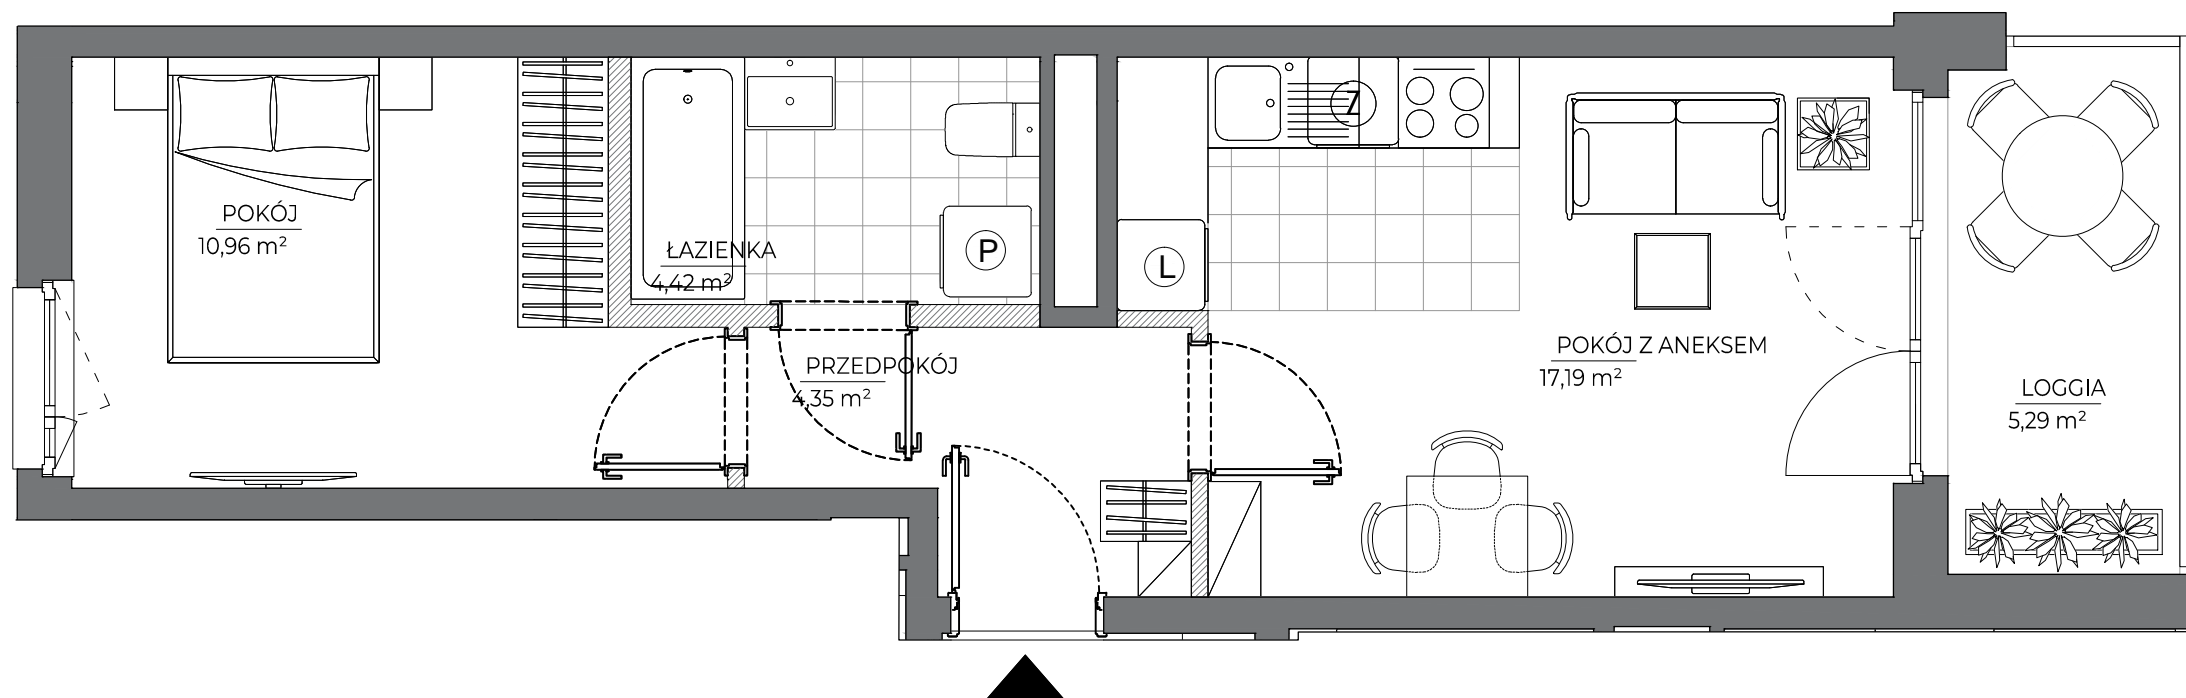 POKÓJ
10,96 m²
ŁAZIENKA
4,42 m²
P
PRZEDPOKÓJ
4,35 m²
L
Z
POKÓJ Z ANEKSEM
17,19 m²
LOGGIA
5,29 m²